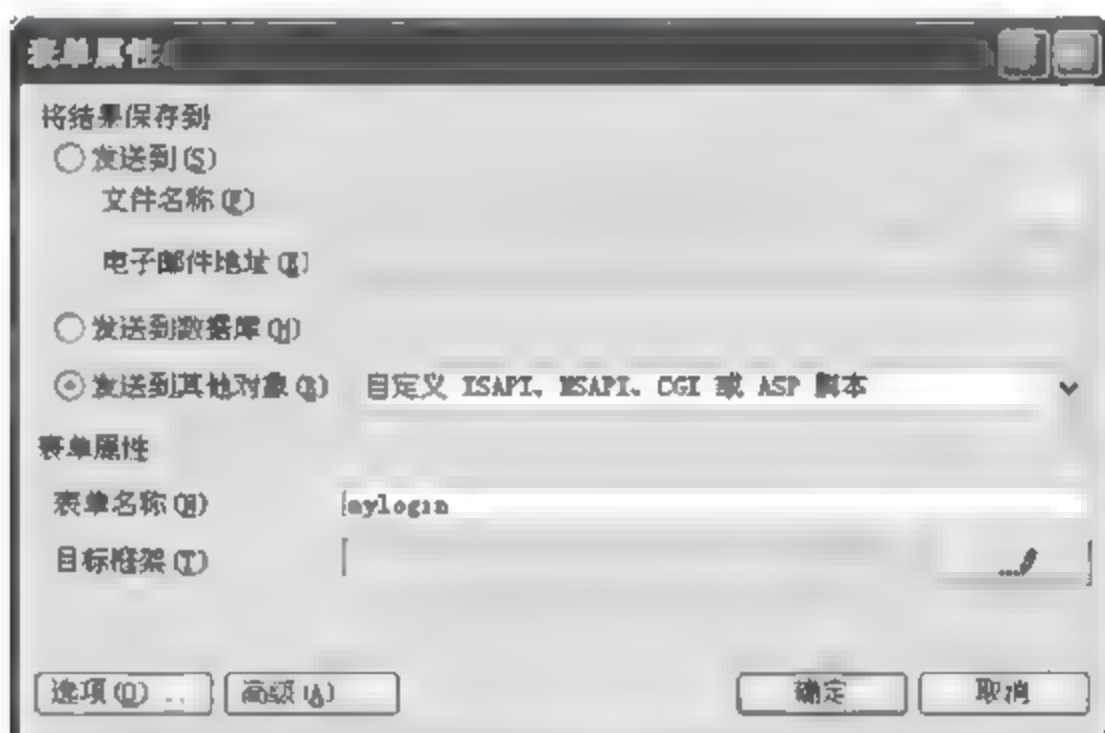 表单属性
将结果保存到
发送到(S)
文件名称(F)
电子邮件地址(E)
发送到数据库(H)
发送到其他对象(R) 自定义 ISAPI、NSAPI、CGI 或 ASP 脚本
表单属性
表单名称(N) mylogin
目标框架(T)
选项(O)... 高级(A) 确定 取消